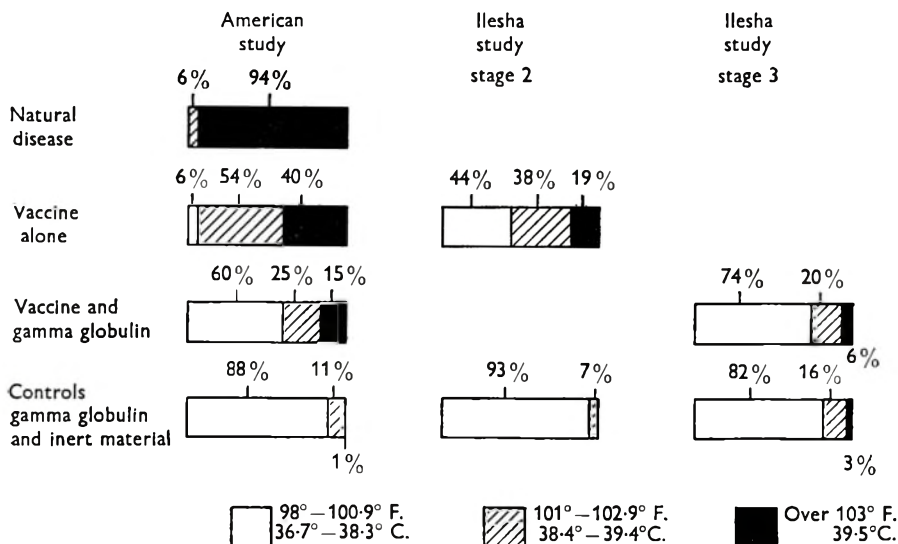 American study
Ilesha study stage 2
Ilesha study stage 3
6% 94%
Natural disease
6% 54% 40%
44% 38% 19%
Vaccine alone
60% 25% 15%
74% 20%
Vaccine and gamma globulin
6%
88% 11%
93% 7%
82% 16%
Controls
gamma globulin
and inert material
1%
3%
98°–100·9° F.
36·7°–38·3° C.
101°–102·9° F.
38·4°–39·4°C.
Over 103° F.
39·5°C.